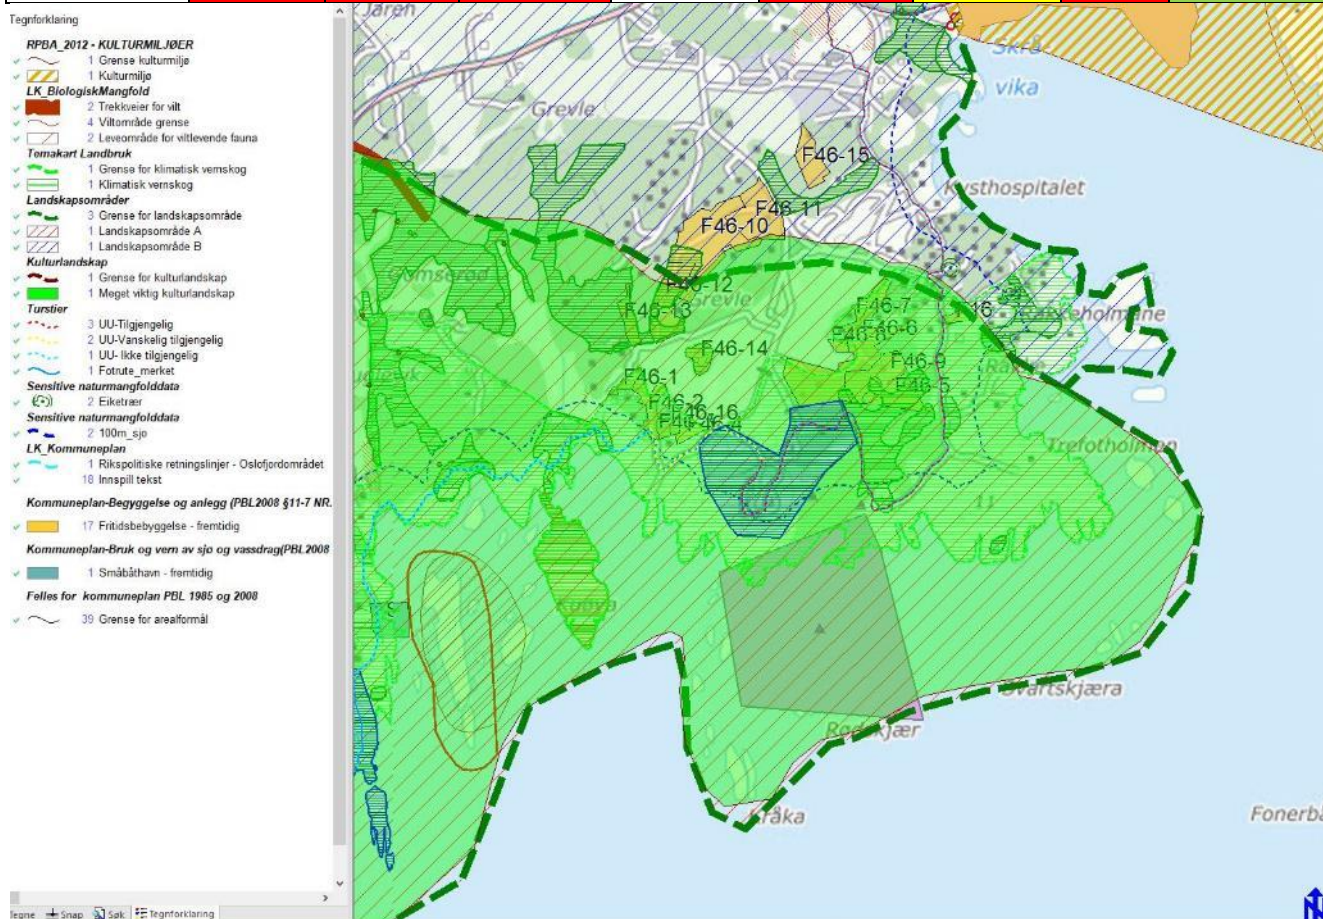 Tegnforklaring
RPBA_2012 - KULTURMILJØER
1 Grense kulturmiljø
1 Kulturmiljø
LK_BiologiskMangfold
2 Trekkveier for vilt
4 Viltområde grense
2 Leveområde for viltlevende fauna
Temakart Landbruk
1 Grense for klimatisk vernskog
1 Klimatisk vernskog
Landskapsområder
3 Grense for landskapsområde
1 Landskapsområde A
1 Landskapsområde B
Kulturlandskap
1 Grense for kulturlandskap
1 Meget viktig kulturlandskap
Turstier
3 UU-Tilgjengelig
2 UU-Vanskelig tilgjengelig
1 UU- Ikke tilgjengelig
1 Fotrute_merket
Sensitive naturmangfolddata
2 Eiketrær
Sensitive naturmangfolddata
2 100m_sjø
LK_Kommuneplan
1 Rikspolitiske retningslinjer - Oslofjordområdet
18 Innspill tekst
Kommuneplan-Begyggelse og anlegg (PBL2008 §11-7 NR.
17 Fritidsbebyggelse - fremtidig
Kommuneplan-Bruk og vern av sjø og vassdrag(PBL2008
1 Småbåthavn - fremtidig
Felles for kommuneplan PBL 1985 og 2008
39 Grense for arealformål
Tegne Snap Søk Tegnforklaring
Jåren
Skrå
vika
Grevle
F46-15
Kysthospitalet
F46-11
F46-10
Gomserød
F46-12
Grevle
F46-13
F46-7
16
F46-6
F46-14
F46-9
F46-1
F46-5
F46-2
F46-16
F46-4
Trefotholmen
Svartskjæra
Rødskjær
Kråka